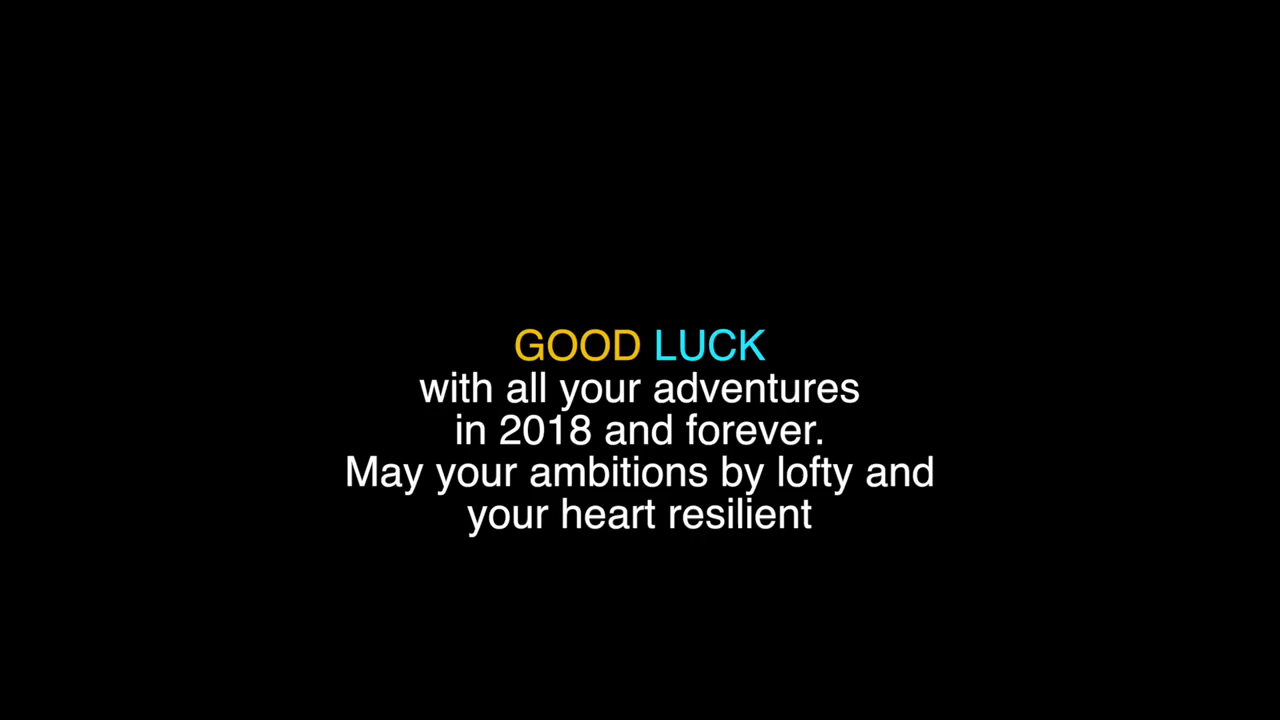 GOOD LUCK
with all your adventures
in 2018 and forever.
May your ambitions by lofty and
your heart resilient